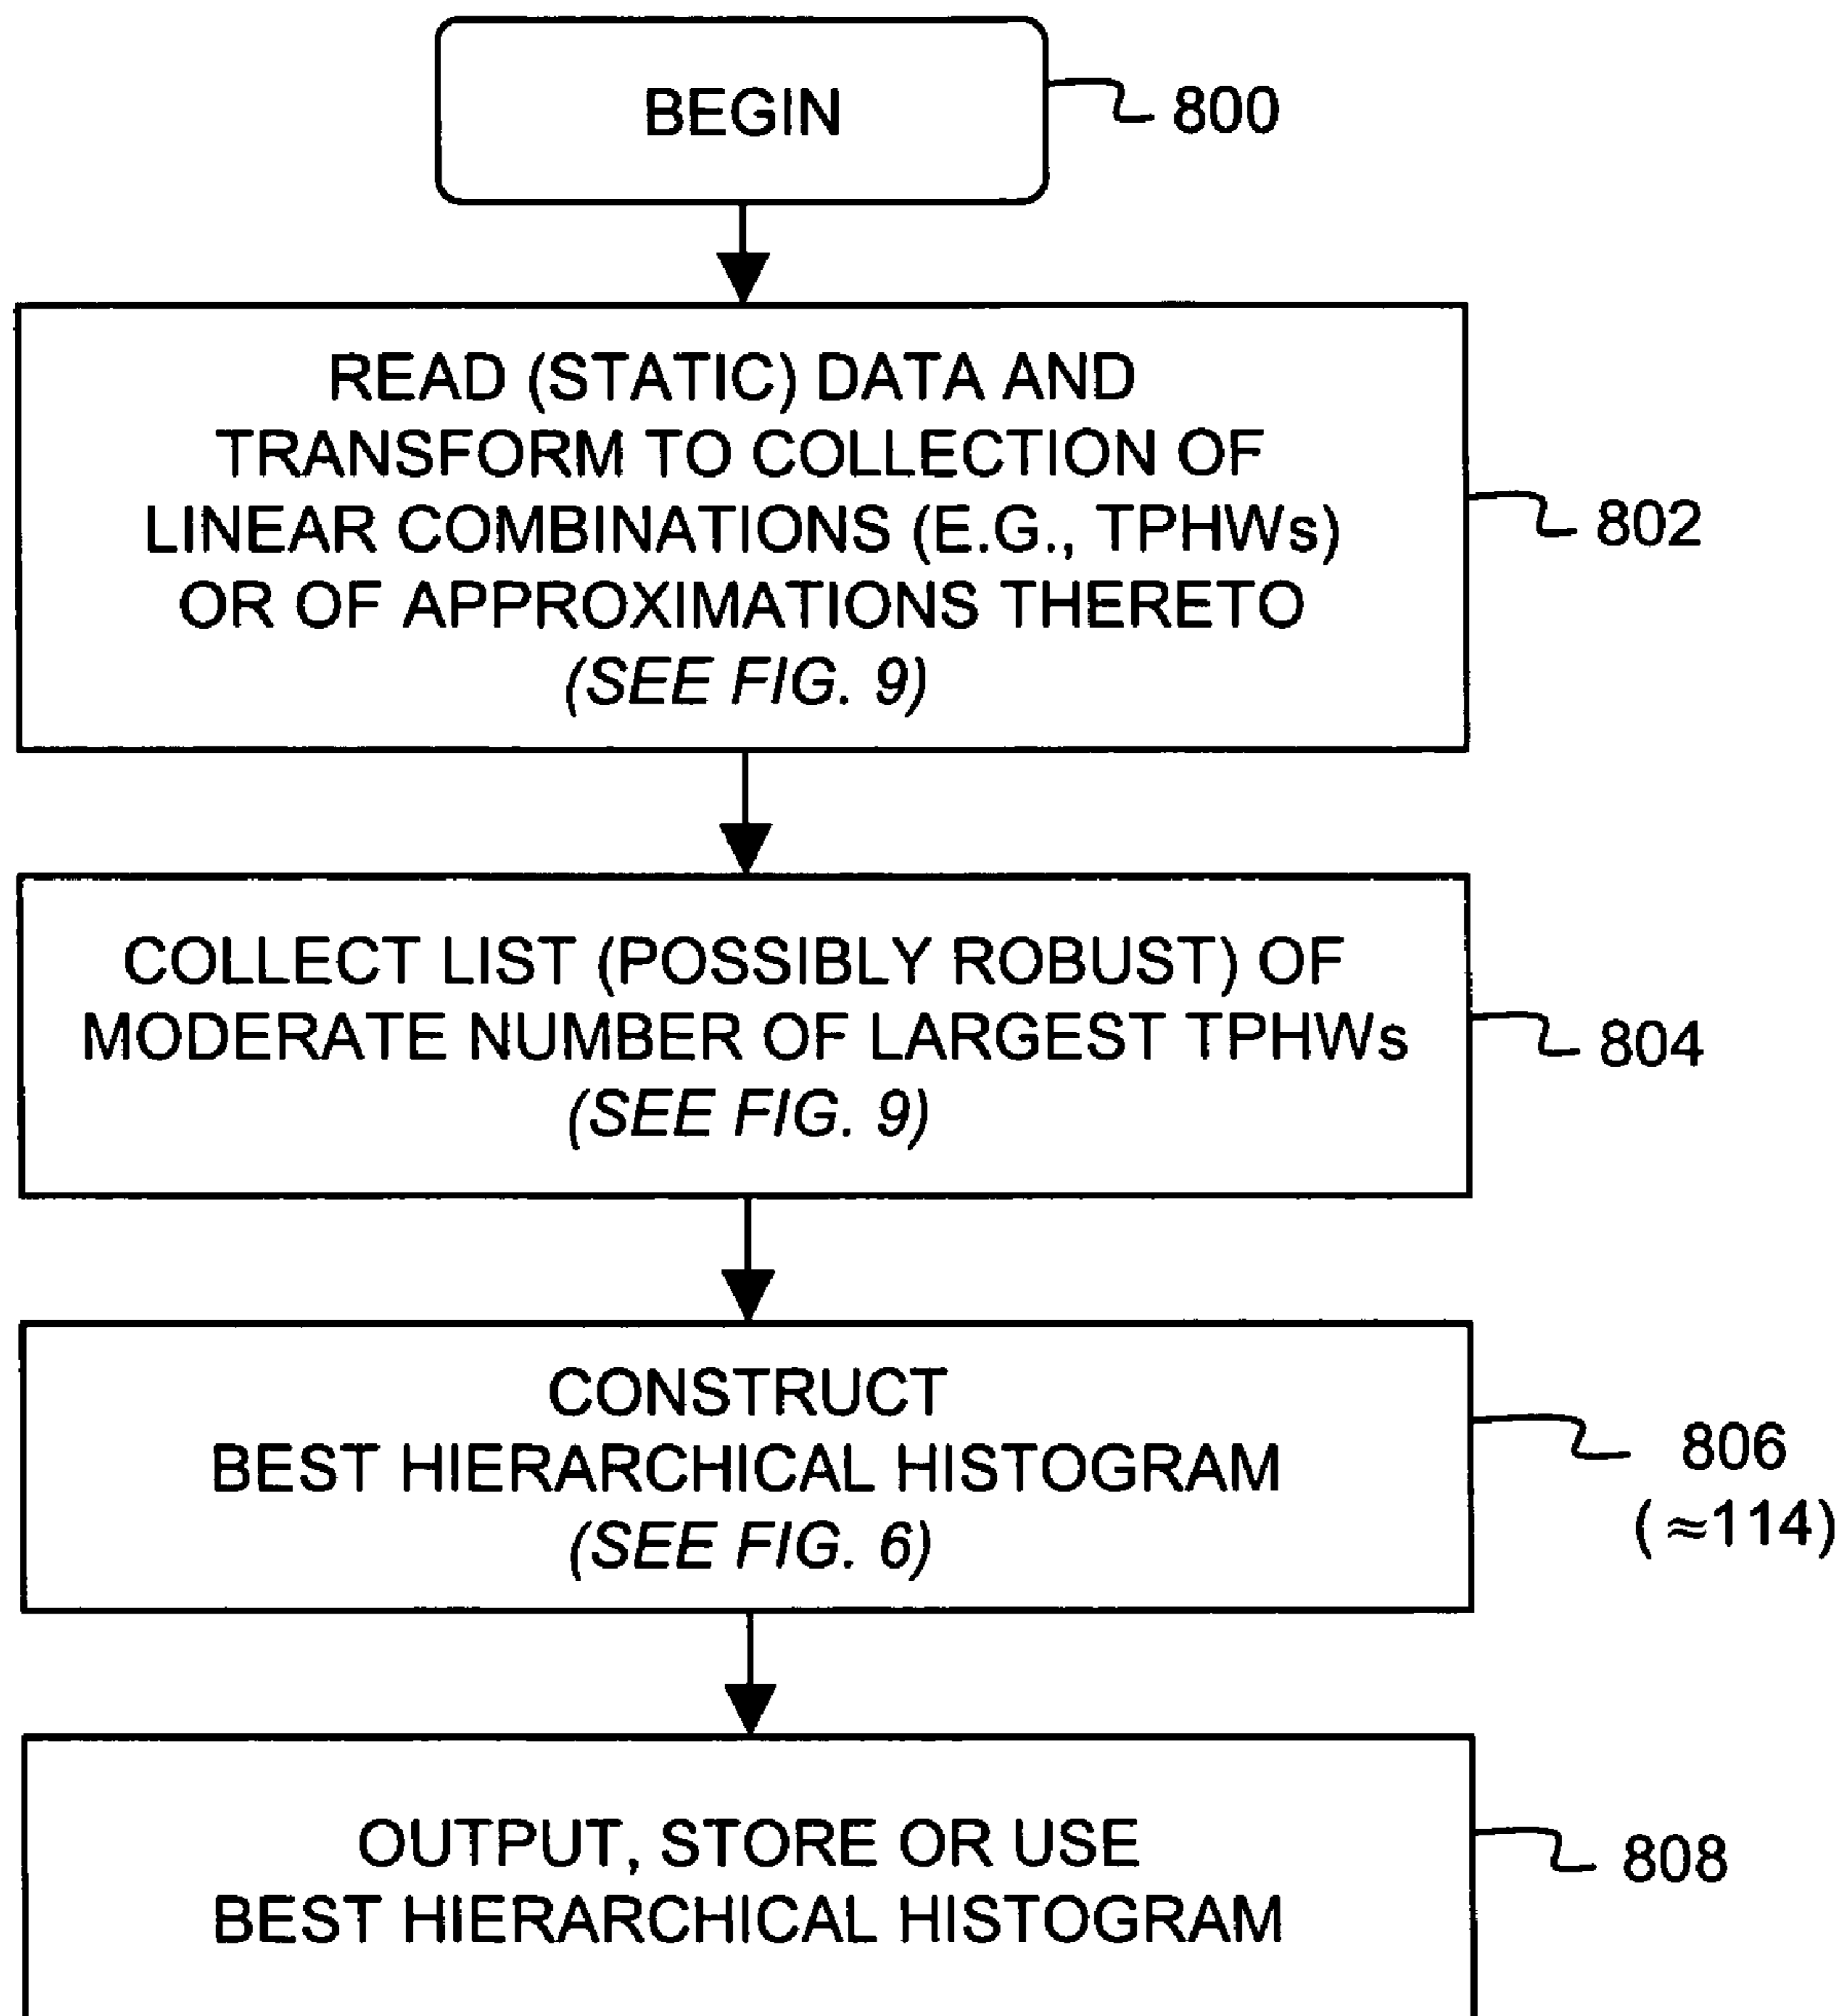 BEGIN
800
READ (STATIC) DATA AND
TRANSFORM TO COLLECTION OF
LINEAR COMBINATIONS (E.G., TPHWs)
OR OF APPROXIMATIONS THERETO
(SEE FIG. 9)
802
COLLECT LIST (POSSIBLY ROBUST) OF
MODERATE NUMBER OF LARGEST TPHWs
(SEE FIG. 9)
804
CONSTRUCT
BEST HIERARCHICAL HISTOGRAM
(SEE FIG. 6)
806
(≈114)
OUTPUT, STORE OR USE
BEST HIERARCHICAL HISTOGRAM
808